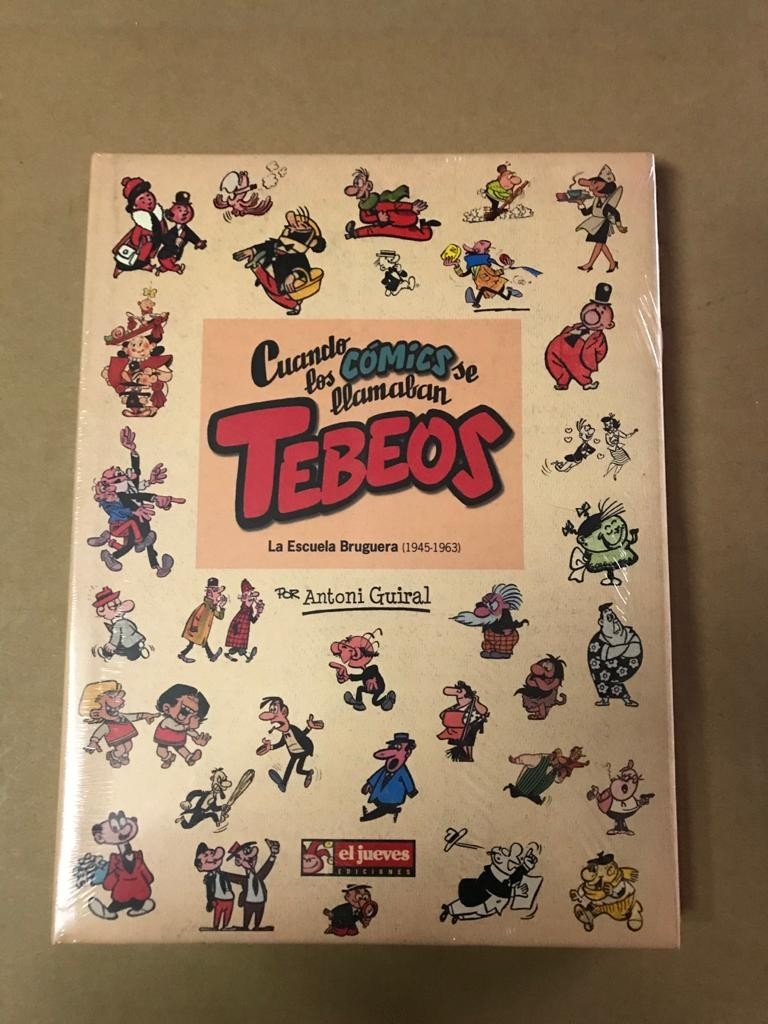 Cuando
los CÓMICS se
llamaban
TEBEOS
La Escuela Bruguera (1945-1963)
POR Antoni Guiral
el jueves
EDICIONES